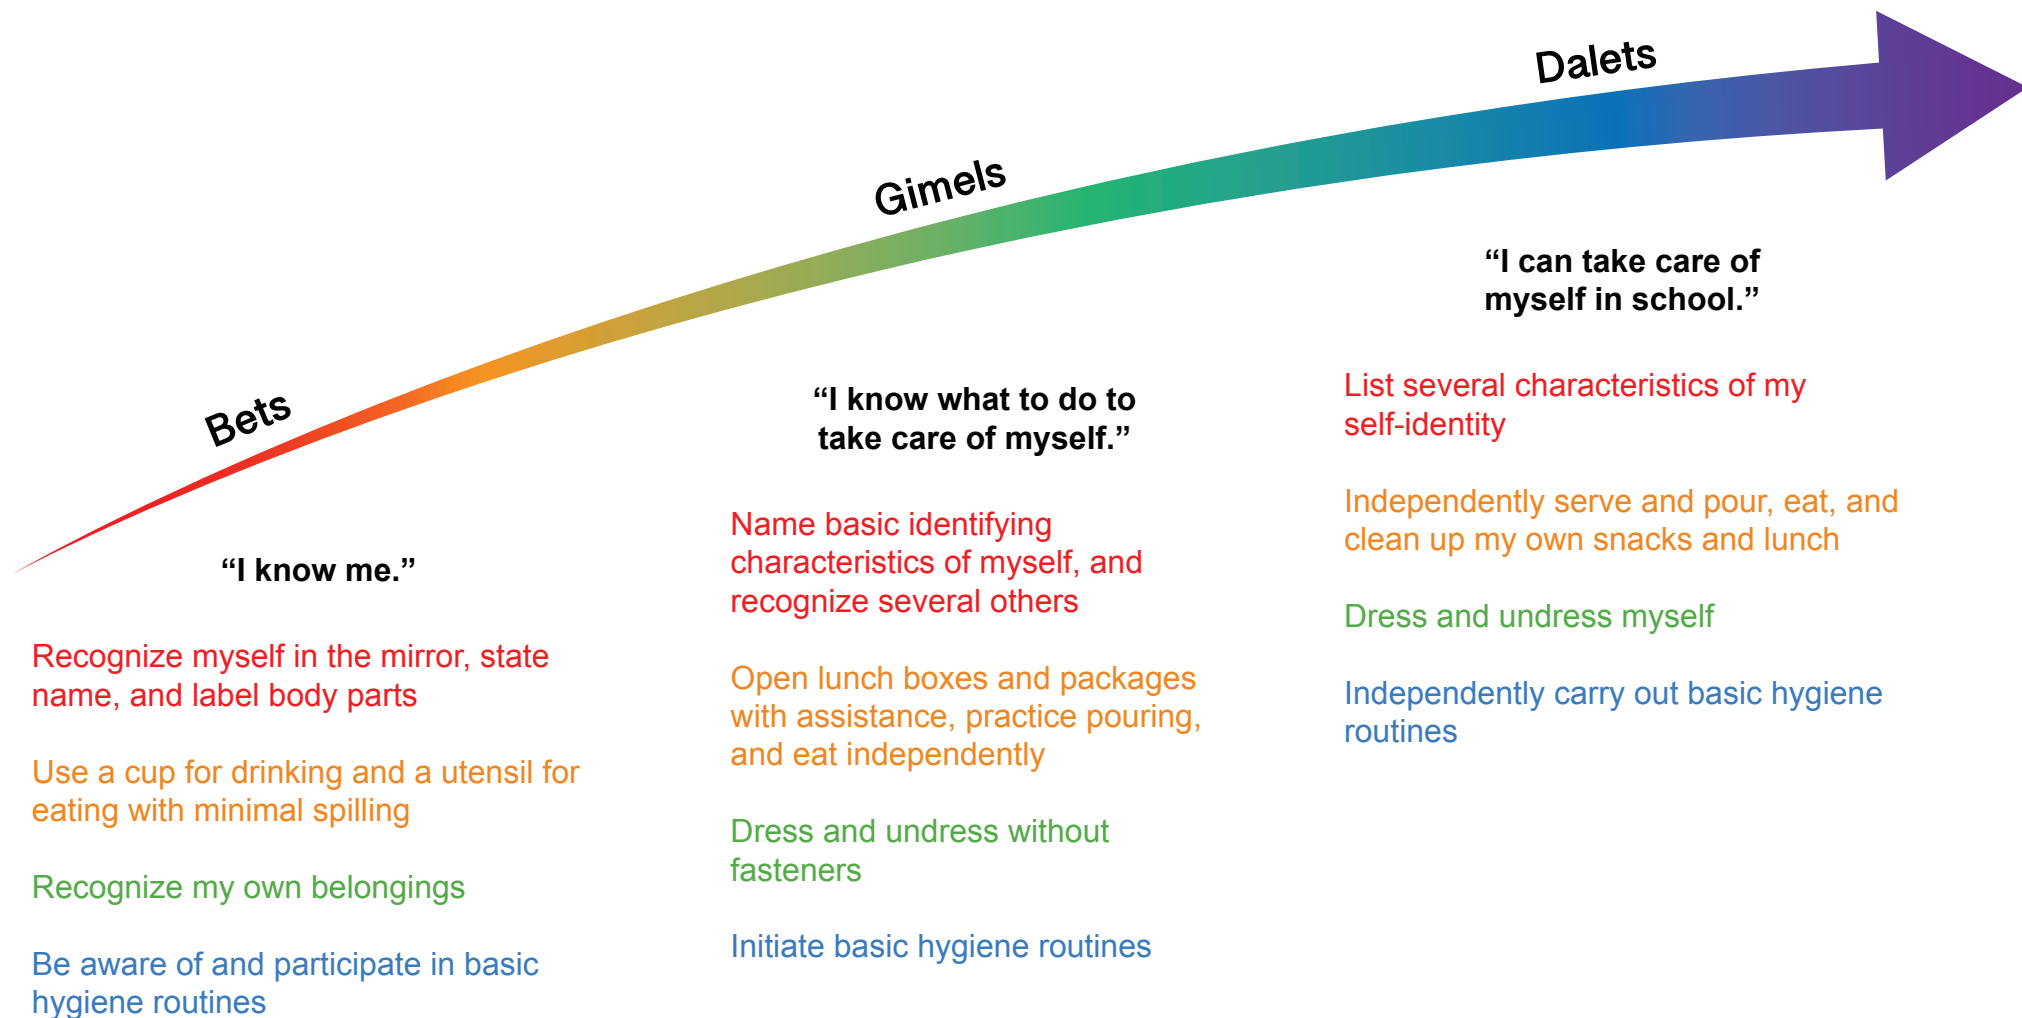 Bets
“I know me.”
Recognize myself in the mirror, state
name, and label body parts
Use a cup for drinking and a utensil for
eating with minimal spilling
Recognize my own belongings
Be aware of and participate in basic
hygiene routines
Gimels
“I know what to do to
take care of myself.”
Name basic identifying
characteristics of myself, and
recognize several others
Open lunch boxes and packages
with assistance, practice pouring,
and eat independently
Dress and undress without
fasteners
Initiate basic hygiene routines
Dalets
“I can take care of
myself in school.”
List several characteristics of my
self-identity
Independently serve and pour, eat, and
clean up my own snacks and lunch
Dress and undress myself
Independently carry out basic hygiene
routines